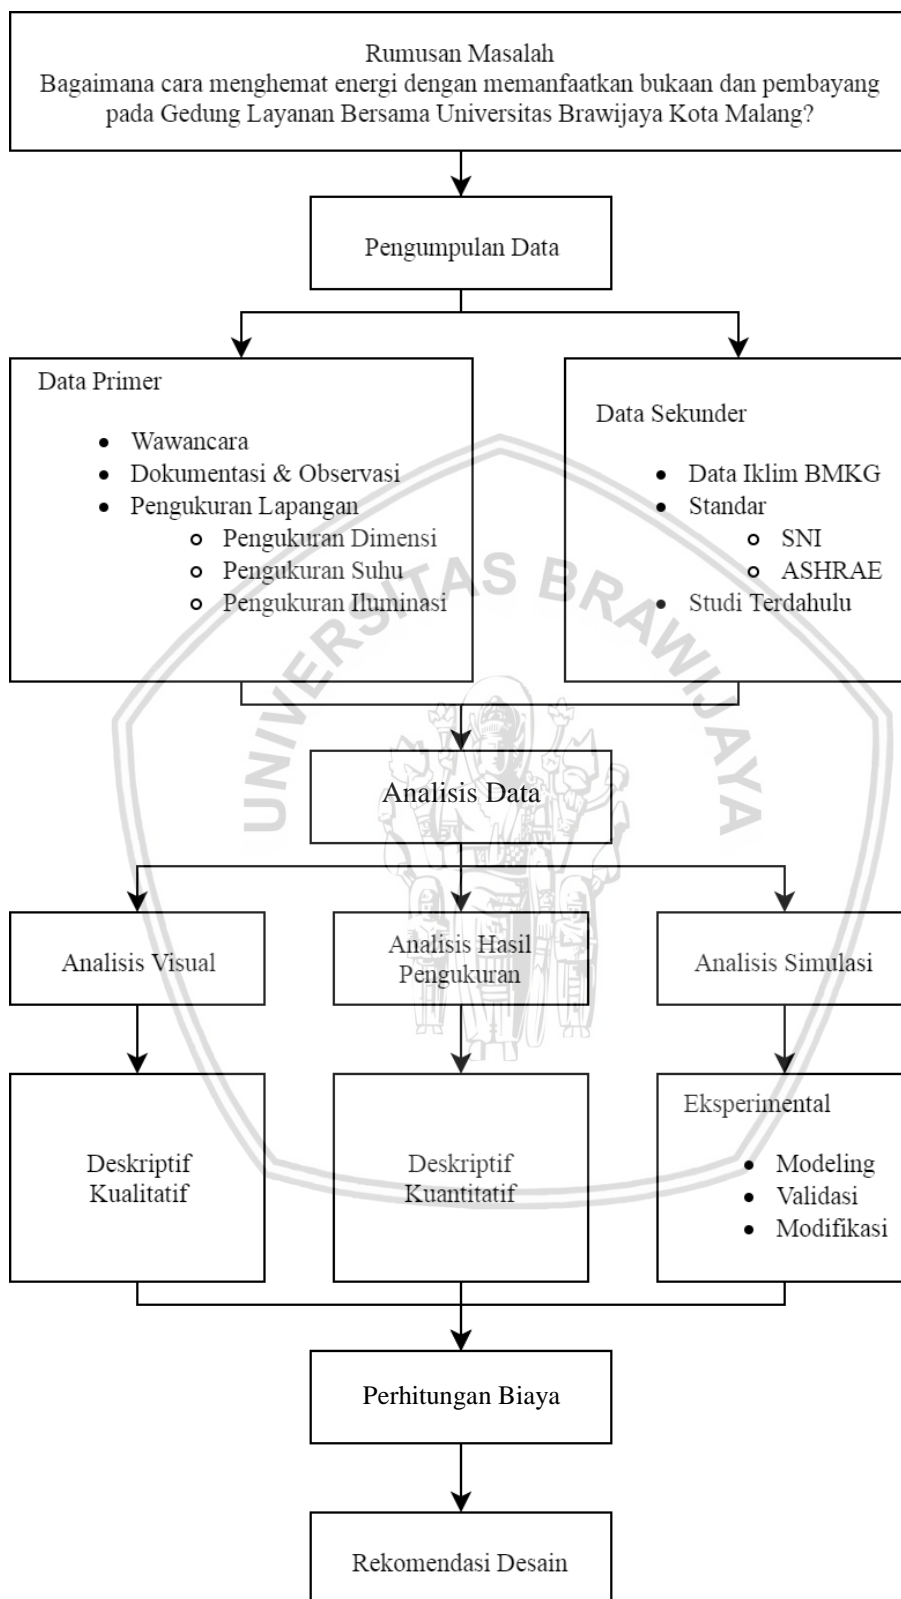 Rumusan Masalah
Bagaimana cara menghemat energi dengan memanfaatkan bukaan dan pembayang
pada Gedung Layanan Bersama Universitas Brawijaya Kota Malang?
Pengumpulan Data
Data Primer
• Wawancara
• Dokumentasi & Observasi
• Pengukuran Lapangan
o Pengukuran Dimensi
o Pengukuran Suhu
o Pengukuran Iluminasi
Data Sekunder
• Data Iklim BMKG
• Standar
o SNI
o ASHRAE
• Studi Terdahulu
UNIVERSITAS BRAWIJAYA
Analisis Data
Analisis Visual
Analisis Hasil
Pengukuran
Analisis Simulasi
Deskriptif
Kualitatif
Deskriptif
Kuantitatif
Eksperimental
• Modeling
• Validasi
• Modifikasi
Perhitungan Biaya
Rekomendasi Desain